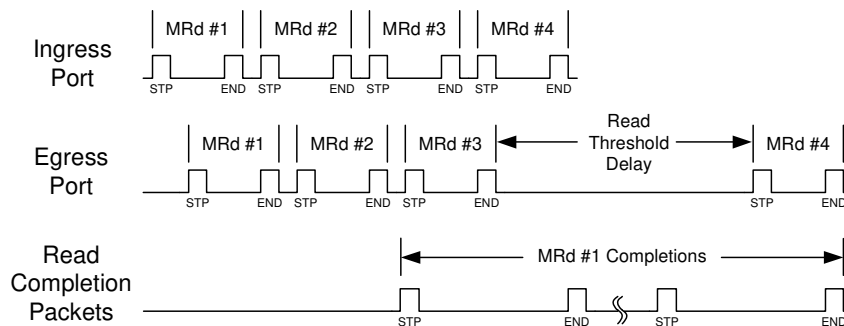 MRd #1 MRd #2 MRd #3 MRd #4
Ingress
Port
STP END STP END STP END STP END
Read
Threshold
Delay
MRd #1 MRd #2 MRd #3 MRd #4
Egress
Port
STP END STP END STP END STP END
Read
Completion
Packets
MRd #1 Completions
STP END STP END